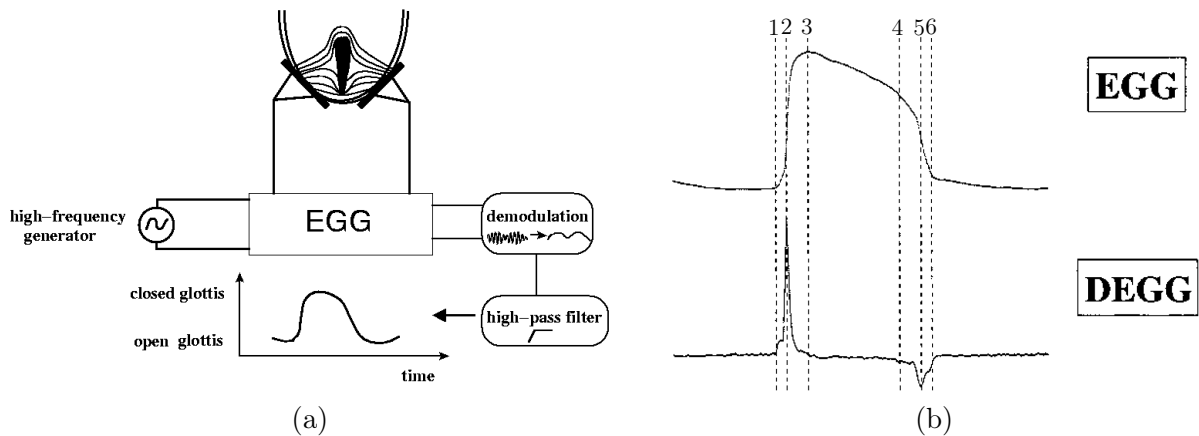 high-frequency
generator
EGG
demodulation
closed glottis
open glottis
high-pass filter
time
(a)
1 2 3 4 5 6
EGG
DEGG
(b)